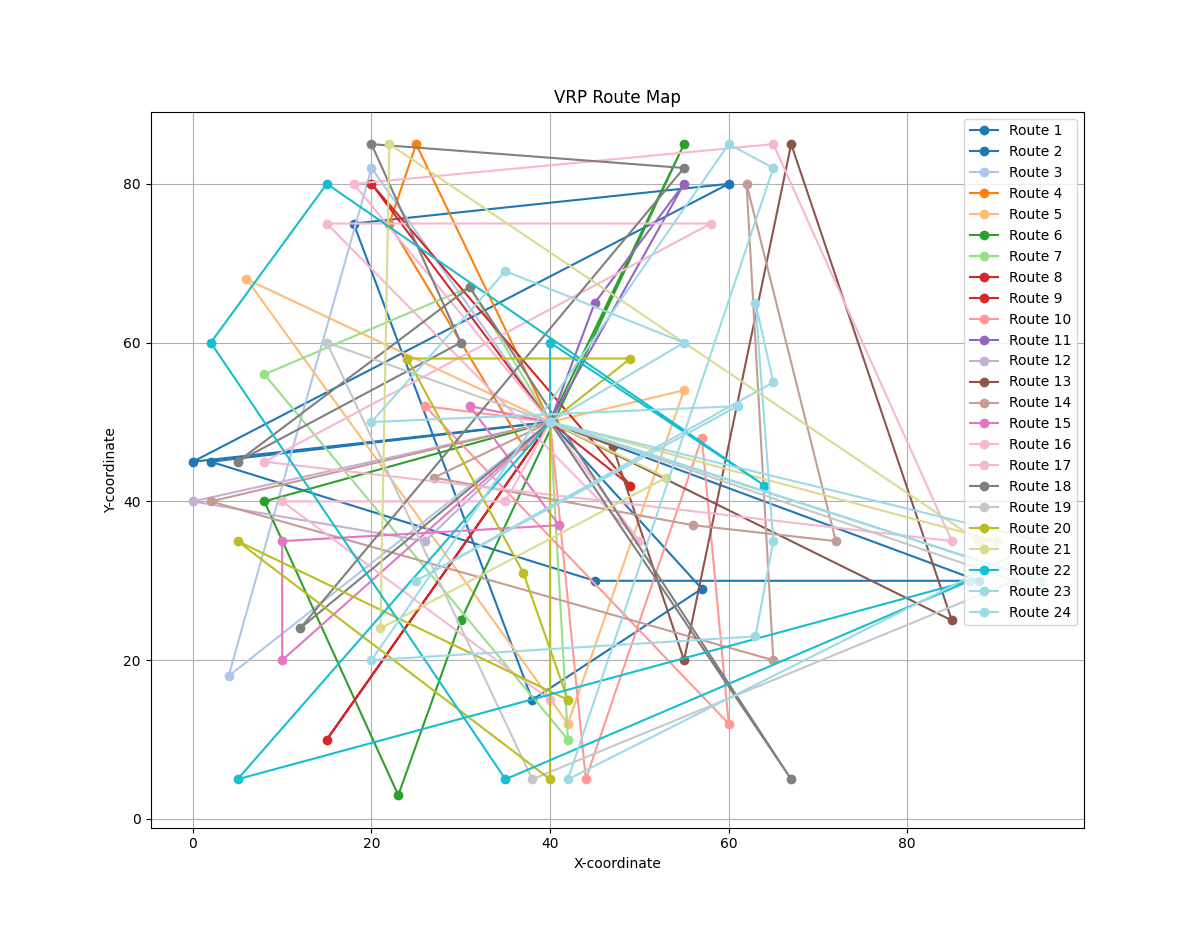 VRP Route Map
Y-coordinate
80
60
40
20
0
0
20
40
60
80
X-coordinate
Route 1
Route 2
Route 3
Route 4
Route 5
Route 6
Route 7
Route 8
Route 9
Route 10
Route 11
Route 12
Route 13
Route 14
Route 15
Route 16
Route 17
Route 18
Route 19
Route 20
Route 21
Route 22
Route 23
Route 24